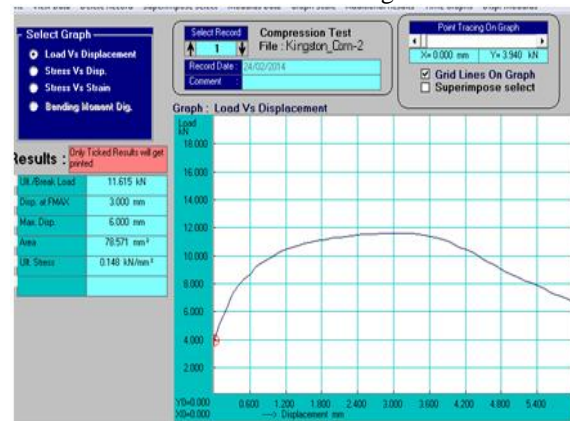 Select Graph
Load Vs Displacement
Stress Vs Disp.
Stress Vs Strain
Bending Moment Dig.
Select Record
1
Compression Test
File : Kingston_Com-2
Record Date : 24/02/2014
Comment :
Point Tracing On Graph
X= 0.000 mm Y= 3.940 kN
Grid Lines On Graph
Superimpose select
Results :
Only Ticked Results will get
printed
Ult./Break Load 11.615 kN
Disp. at FMAX 3.000 mm
Max. Disp. 6.000 mm
Area 78.571 mm²
Ult. Stress 0.148 kN/mm²
Graph : Load Vs Displacement
Load
kN
18.000
16.000
14.000
12.000
10.000
8.000
6.000
4.000
2.000
Y0=0.000
X0=0.000
0.600 1.200 1.800 2.400 3.000 3.600 4.200 4.800 5.400
---> Displacement mm